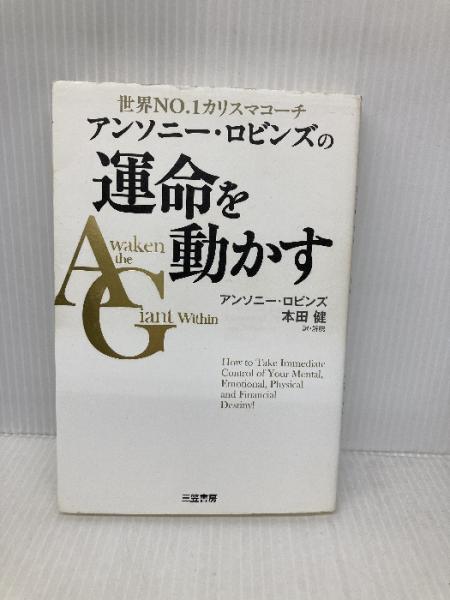 世界NO.1カリスマコーチ
アンソニー・ロビンズの
運命を
動かす
Awaken
the
Giant Within
アンソニー・ロビンズ
本田 健
訳・解説
How to Take Immediate
Control of Your Mental,
Emotional, Physical
and Financial
Destiny!
三笠書房